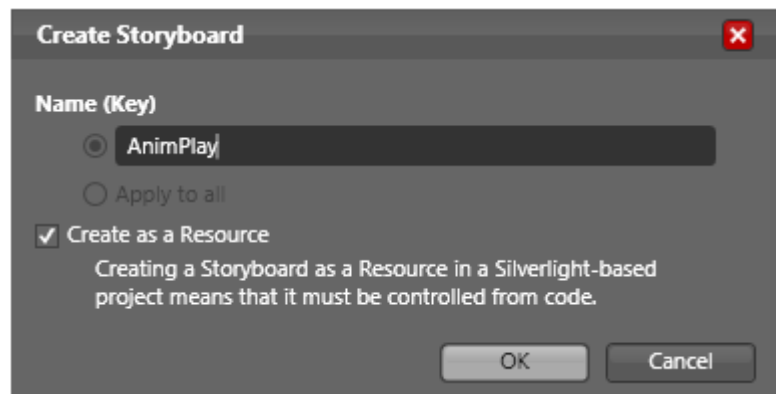 Create Storyboard
Name (Key)
AnimPlay
Apply to all
Create as a Resource
Creating a Storyboard as a Resource in a Silverlight-based
project means that it must be controlled from code.
OK Cancel